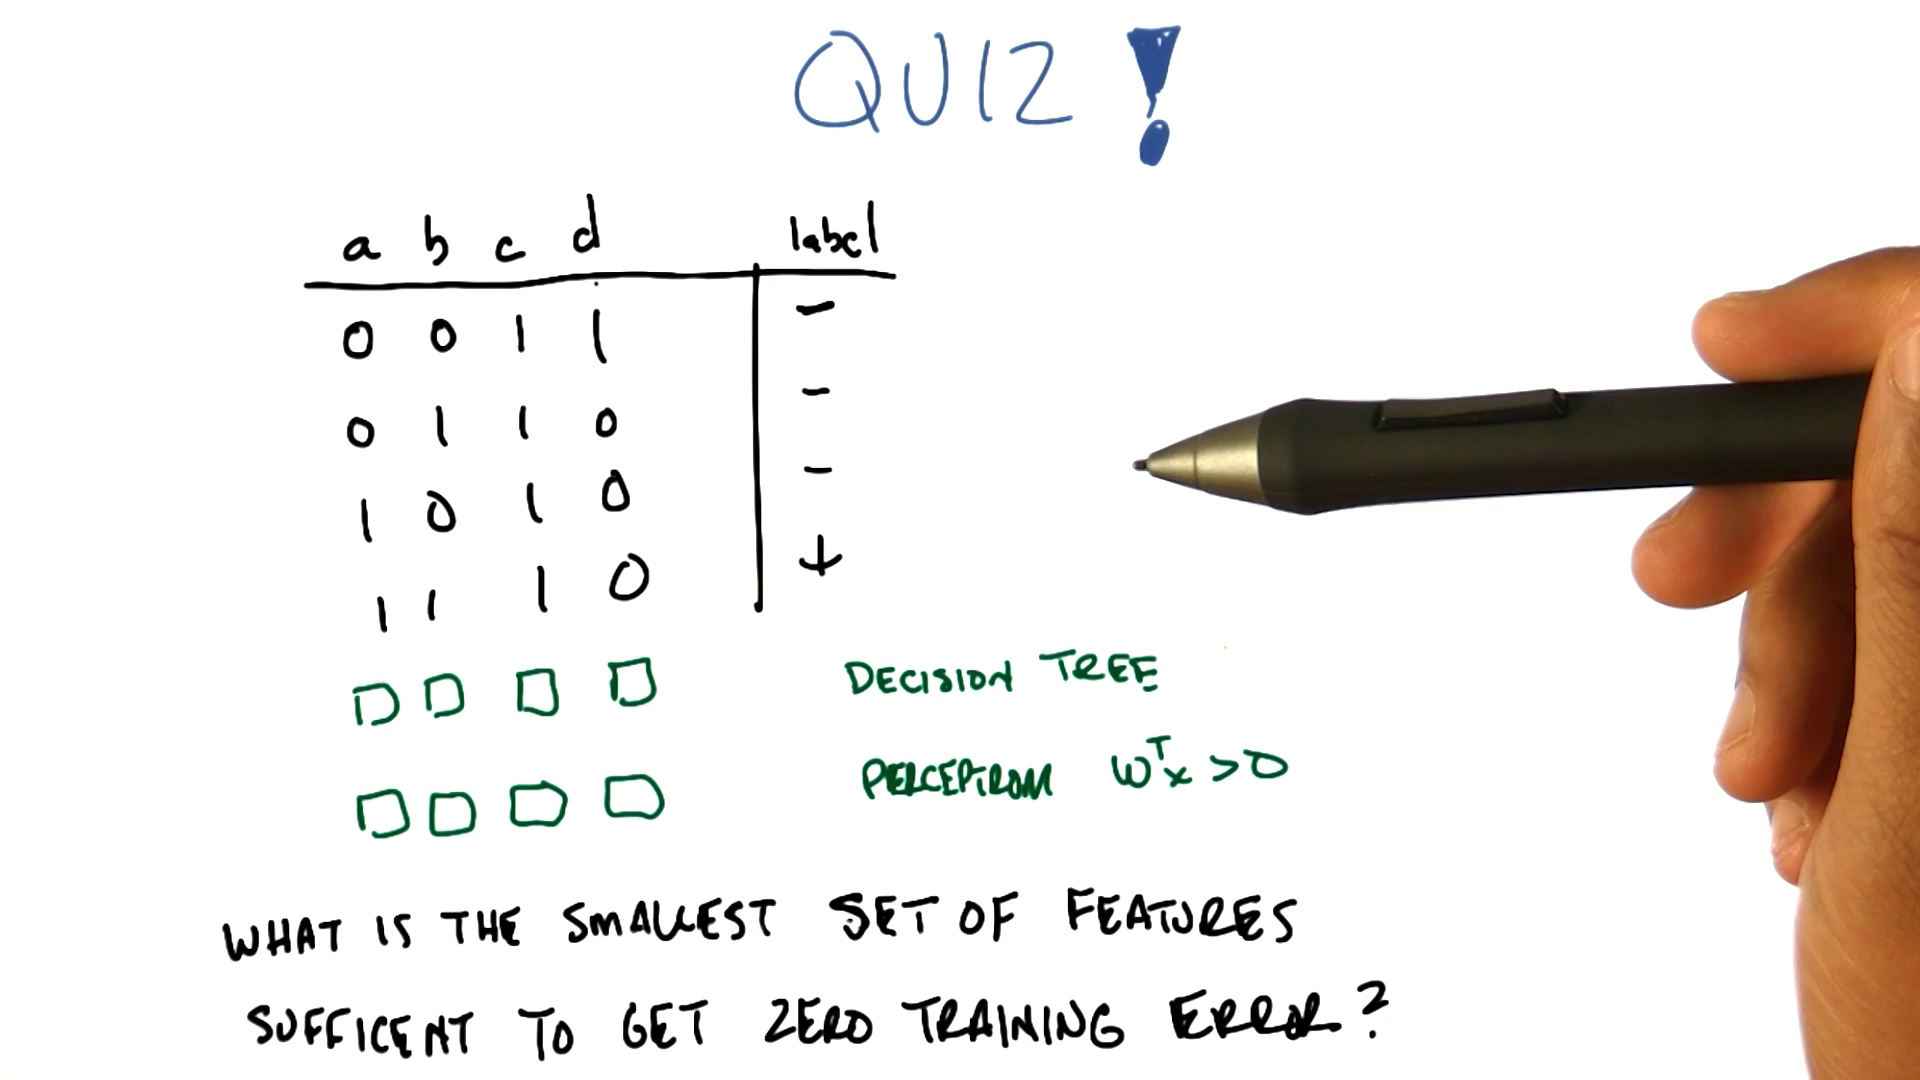 QUIZ!
a b c d label
0 0 1 1 -
0 1 1 0 -
1 0 1 0 -
1 1 1 0 +
DECISION TREE
PERCEPTRON wᵀx > 0
WHAT IS THE SMALLEST SET OF FEATURES
SUFFICENT TO GET ZERO TRAINING ERROR?